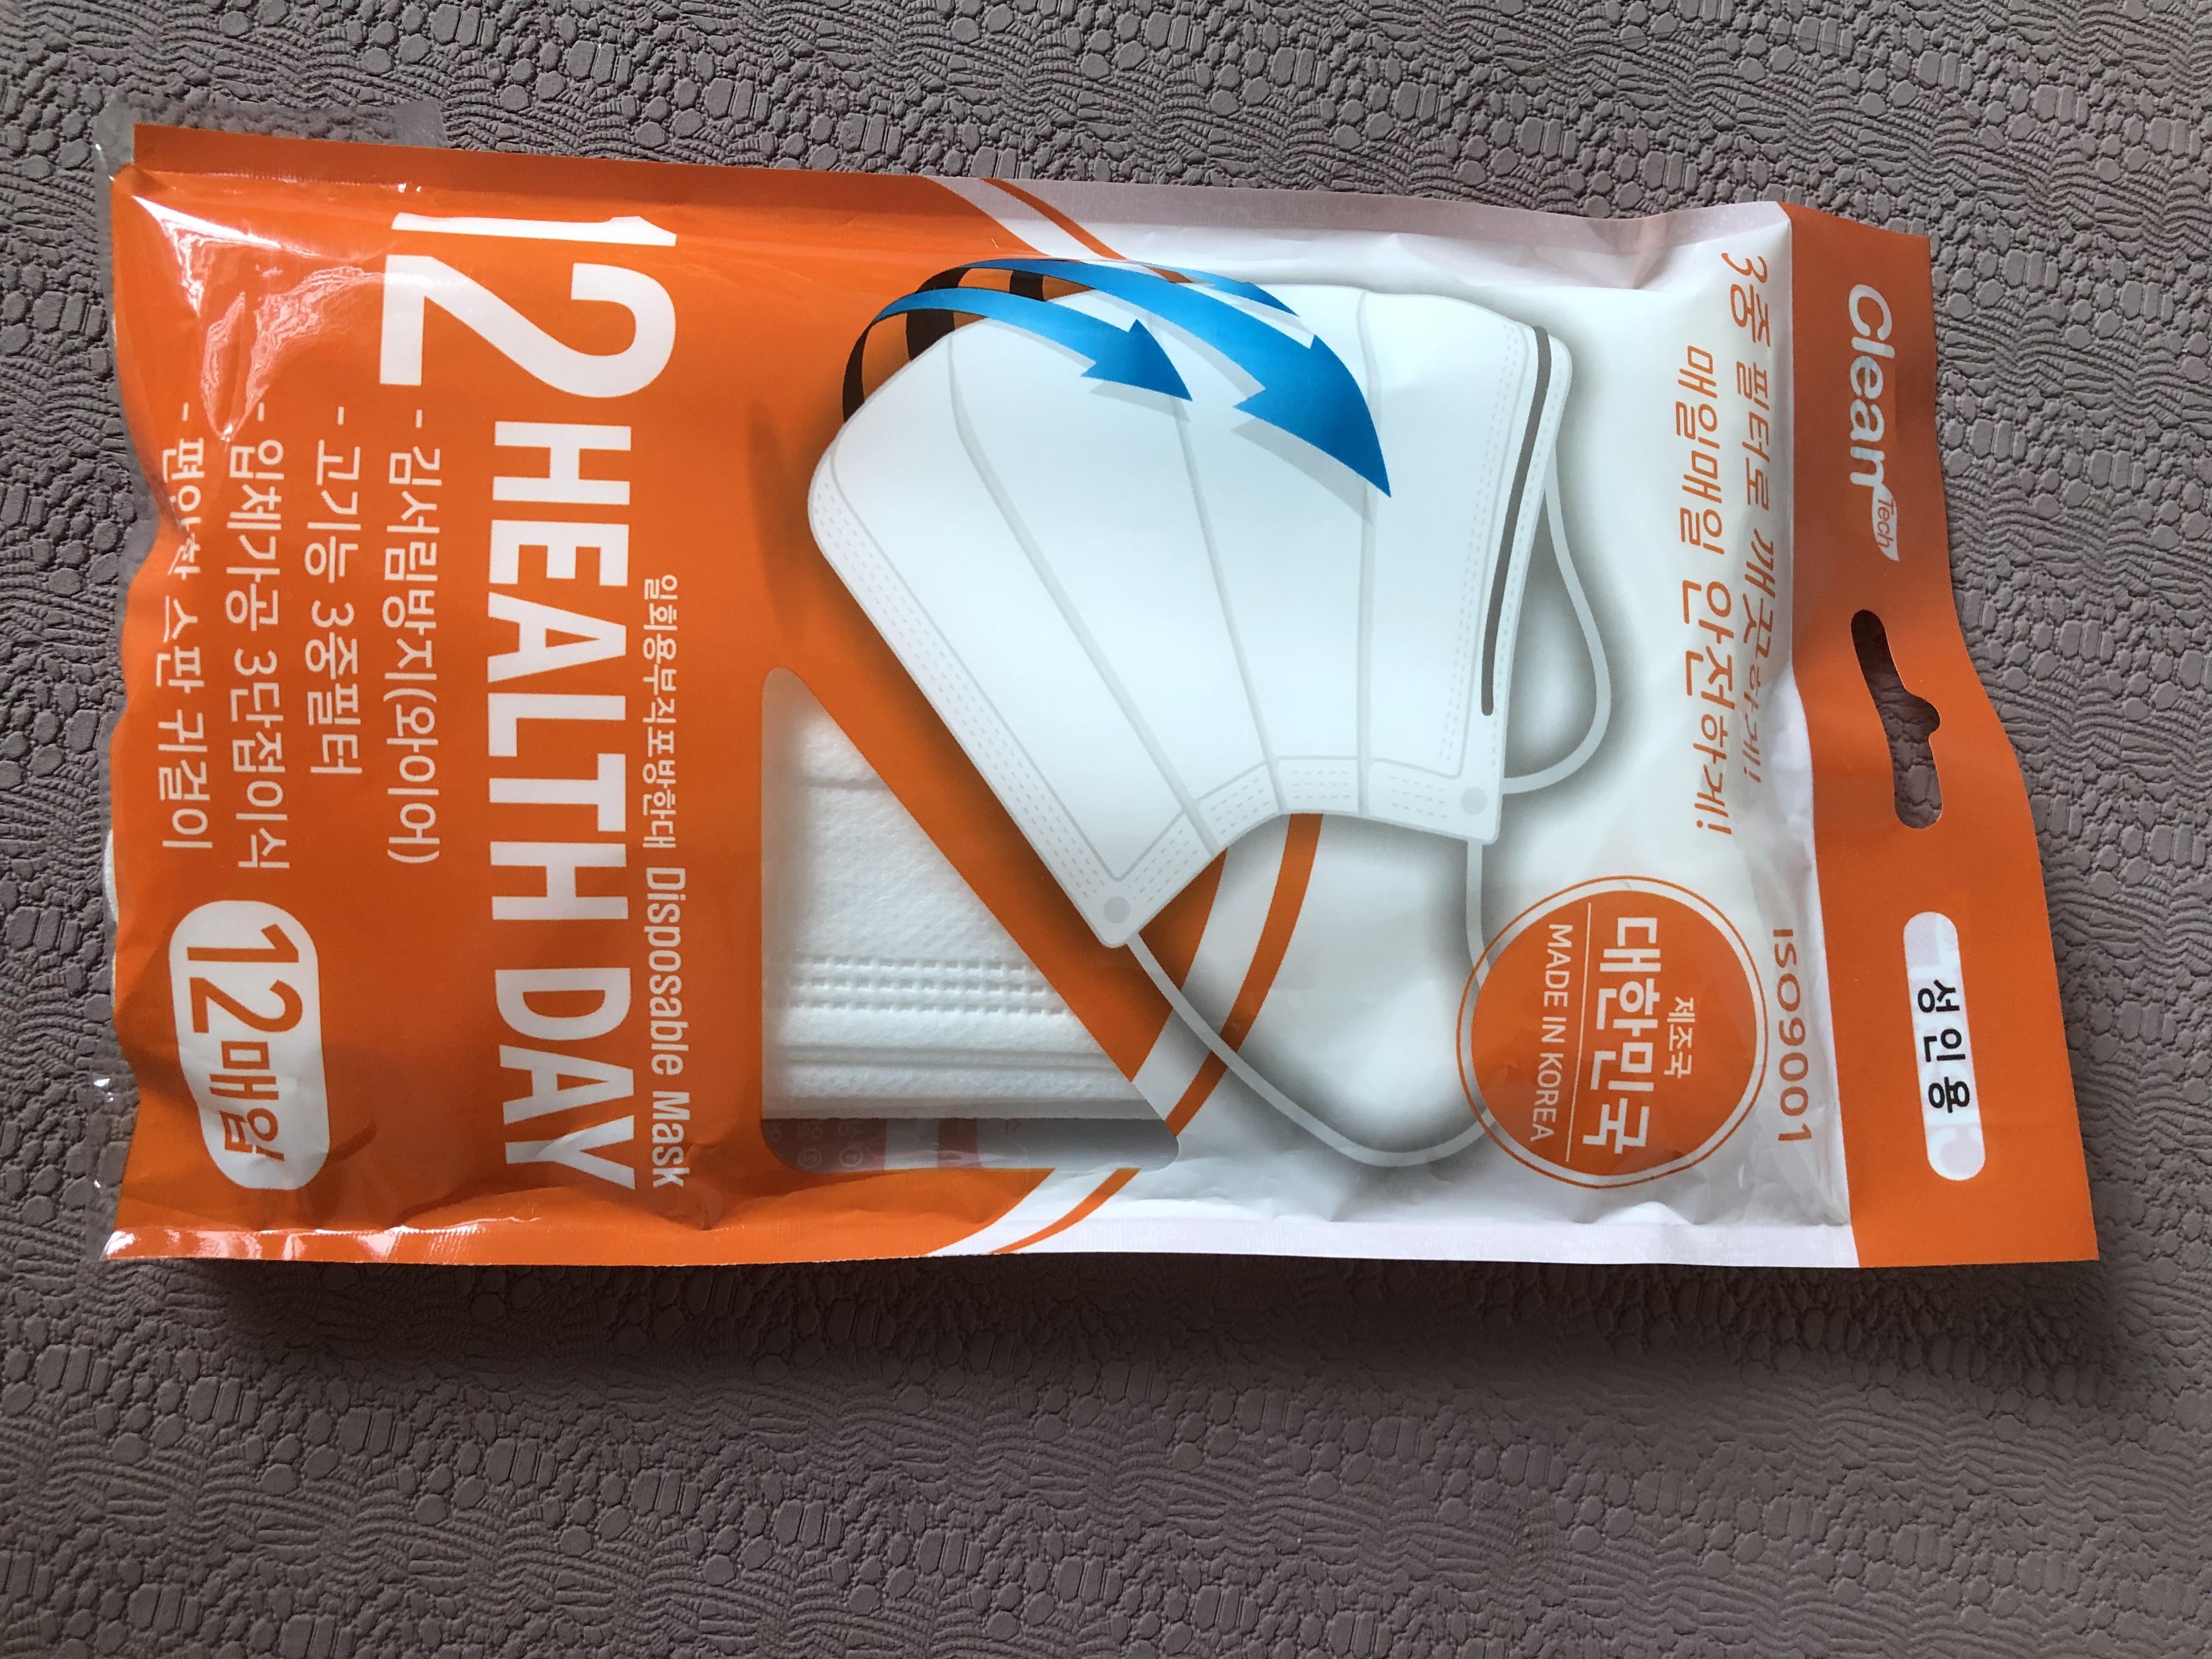 Clean Tech
성인용
3중 필터로 깨끗하게!
매일매일 안전하게!
ISO9001
제조국
대한민국
MADE IN KOREA
일회용부직포방한대 Disposable Mask
12 HEALTH DAY
- 김서림방지(와이어)
- 고기능 3중필터
- 입체가공 3단접이식
- 편안한 스판 귀걸이
12매입